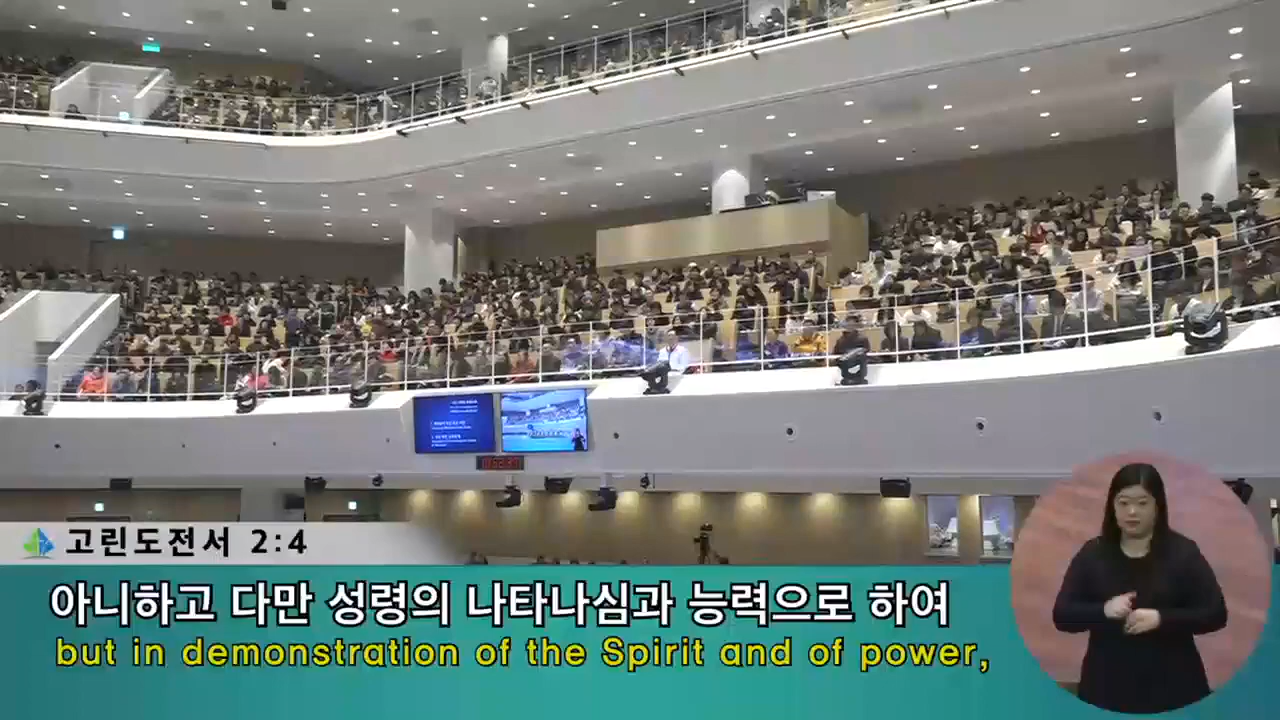 고린도전서 2:4
아니하고 다만 성령의 나타나심과 능력으로 하여
but in demonstration of the Spirit and of power,